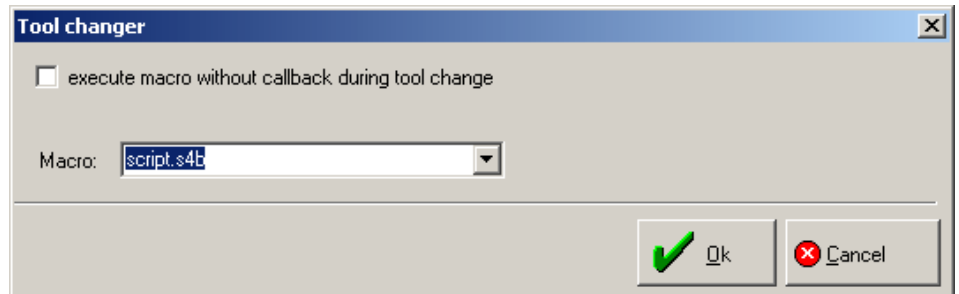 Tool changer
execute macro without callback during tool change
Macro: script.s4b
Ok Cancel